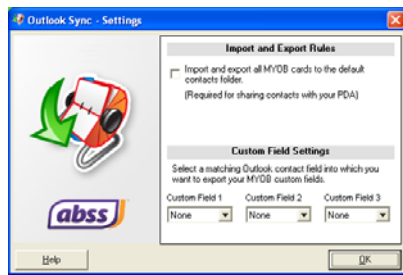 Outlook Sync - Settings
Import and Export Rules
Import and export all MYOB cards to the default
contacts folder.
(Required for sharing contacts with your PDA)
Custom Field Settings
Select a matching Outlook contact field into which you
want to export your MYOB custom fields.
Custom Field 1 Custom Field 2 Custom Field 3
None None None
abss
Help OK